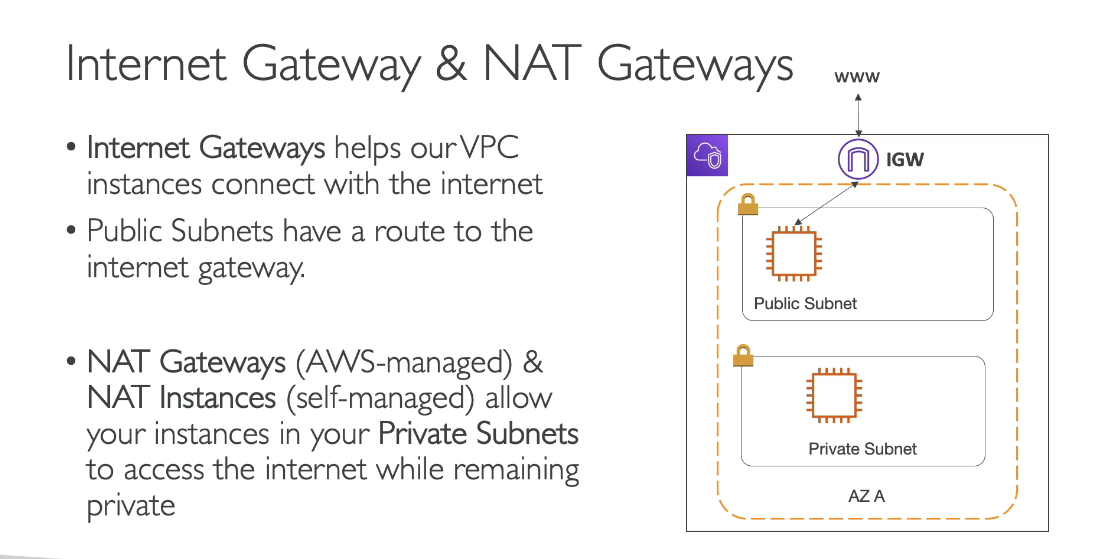 Internet Gateway & NAT Gateways
• Internet Gateways helps our VPC
instances connect with the internet
• Public Subnets have a route to the
internet gateway.
• NAT Gateways (AWS-managed) &
NAT Instances (self-managed) allow
your instances in your Private Subnets
to access the internet while remaining
private
www
IGW
Public Subnet
Private Subnet
AZ A